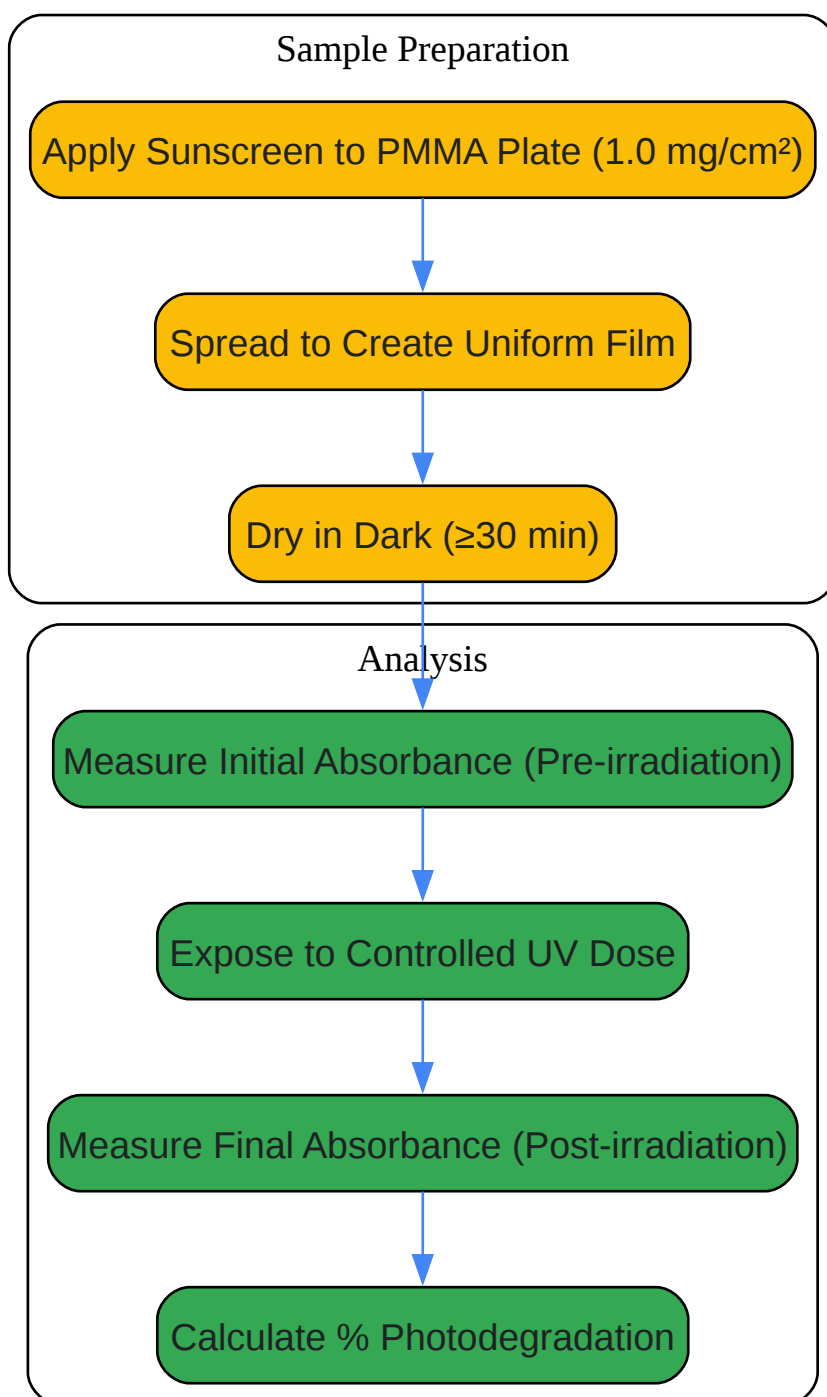 Sample Preparation
Apply Sunscreen to PMMA Plate (1.0 mg/cm²)
Spread to Create Uniform Film
Dry in Dark (≥30 min)
Analysis
Measure Initial Absorbance (Pre-irradiation)
Expose to Controlled UV Dose
Measure Final Absorbance (Post-irradiation)
Calculate % Photodegradation